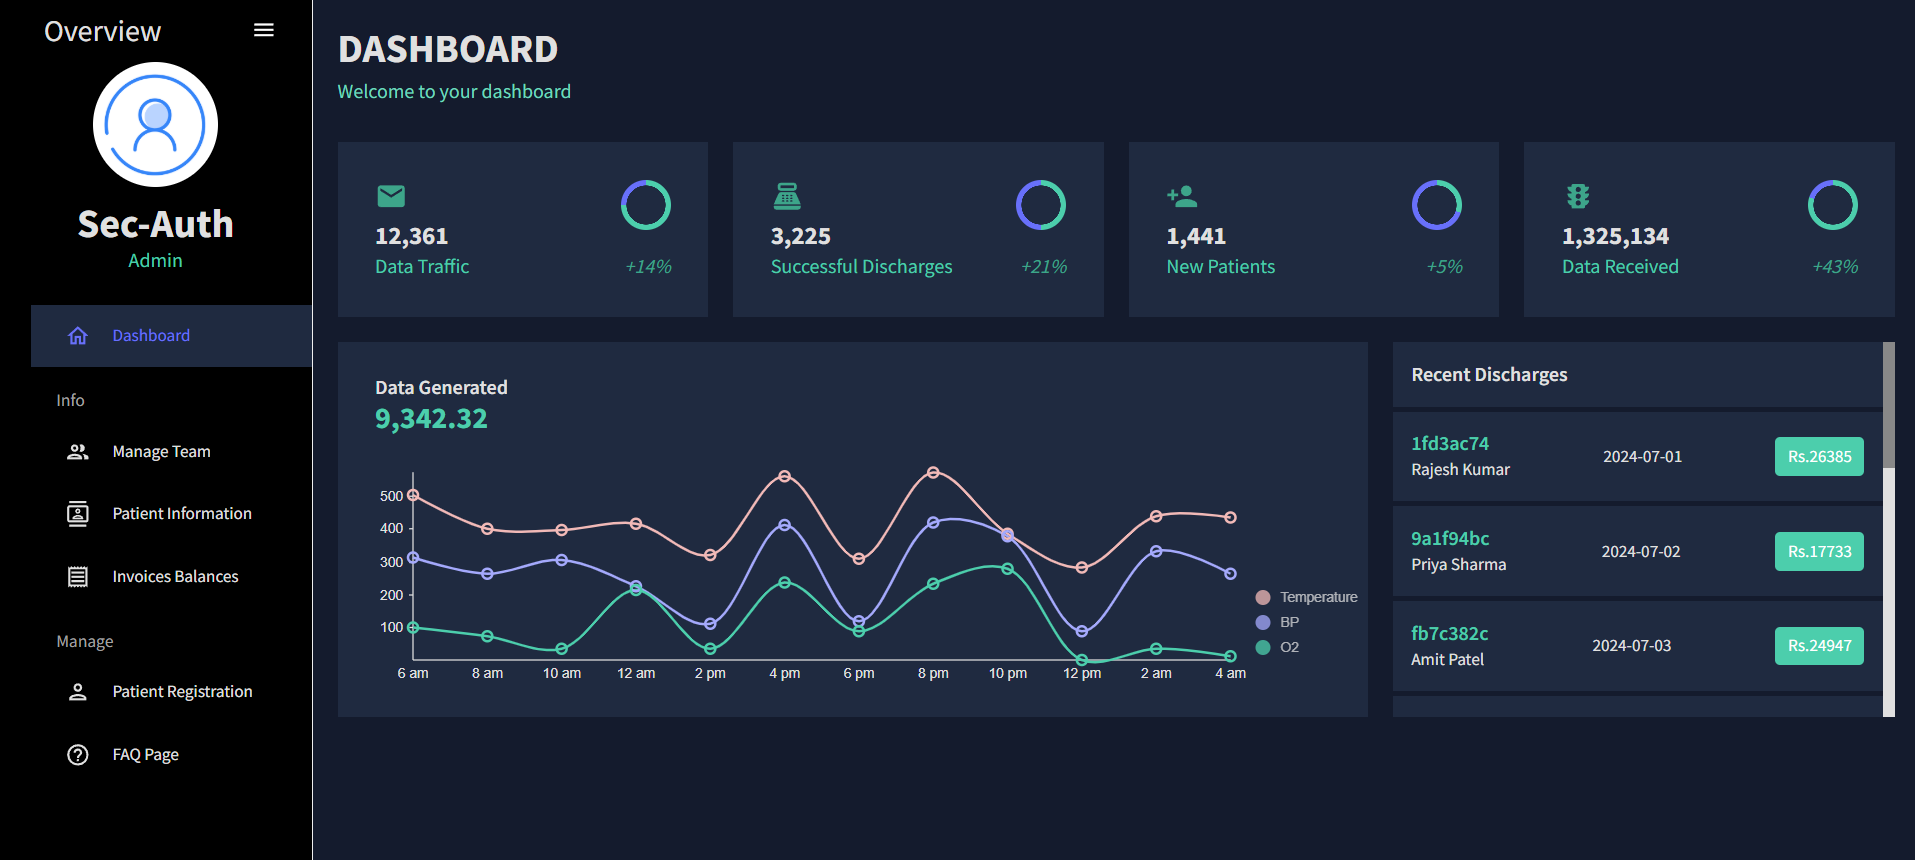 Overview
Sec-Auth
Admin
Dashboard
Info
Manage Team
Patient Information
Invoices Balances
Manage
Patient Registration
FAQ Page
DASHBOARD
Welcome to your dashboard
12,361
Data Traffic
+14%
3,225
Successful Discharges
+21%
1,441
New Patients
+5%
1,325,134
Data Received
+43%
Data Generated
9,342.32
500
400
300
200
100
6 am 8 am 10 am 12 am 2 pm 4 pm 6 pm 8 pm 10 pm 12 pm 2 am 4 am
Temperature
BP
O2
Recent Discharges
1fd3ac74
Rajesh Kumar
2024-07-01
Rs.26385
9a1f94bc
Priya Sharma
2024-07-02
Rs.17733
fb7c382c
Amit Patel
2024-07-03
Rs.24947